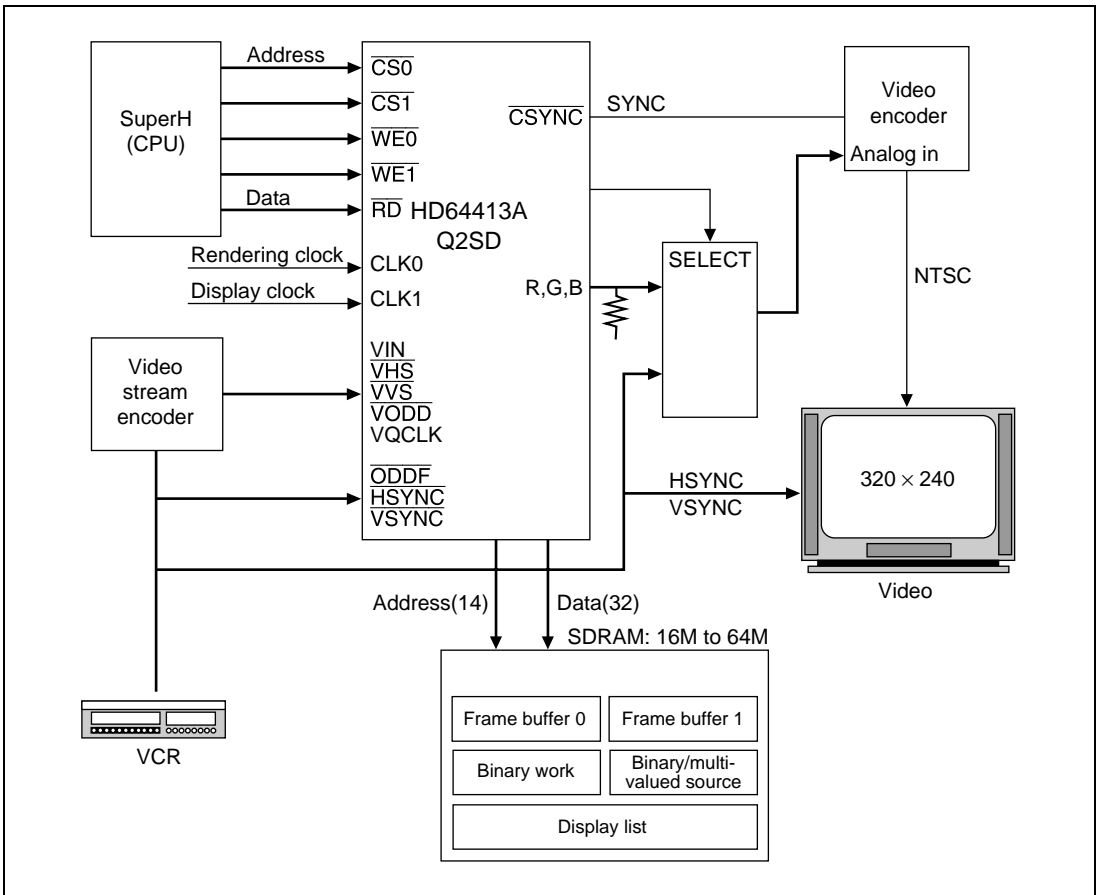 Address
SuperH
(CPU)
Data
Rendering clock
Display clock
Video
stream
encoder
VCR
CS0
CS1
WE0
WE1
RD
HD64413A
Q2SD
CLK0
CLK1
VIN
VHS
VVS
VODD
VQCLK
ODDF
HSYNC
VSYNC
CSYNC
R,G,B
SYNC
Video
encoder
Analog in
SELECT
NTSC
HSYNC
VSYNC
320 × 240
Video
Address(14)
Data(32)
SDRAM: 16M to 64M
Frame buffer 0
Frame buffer 1
Binary work
Binary/multi-
valued source
Display list